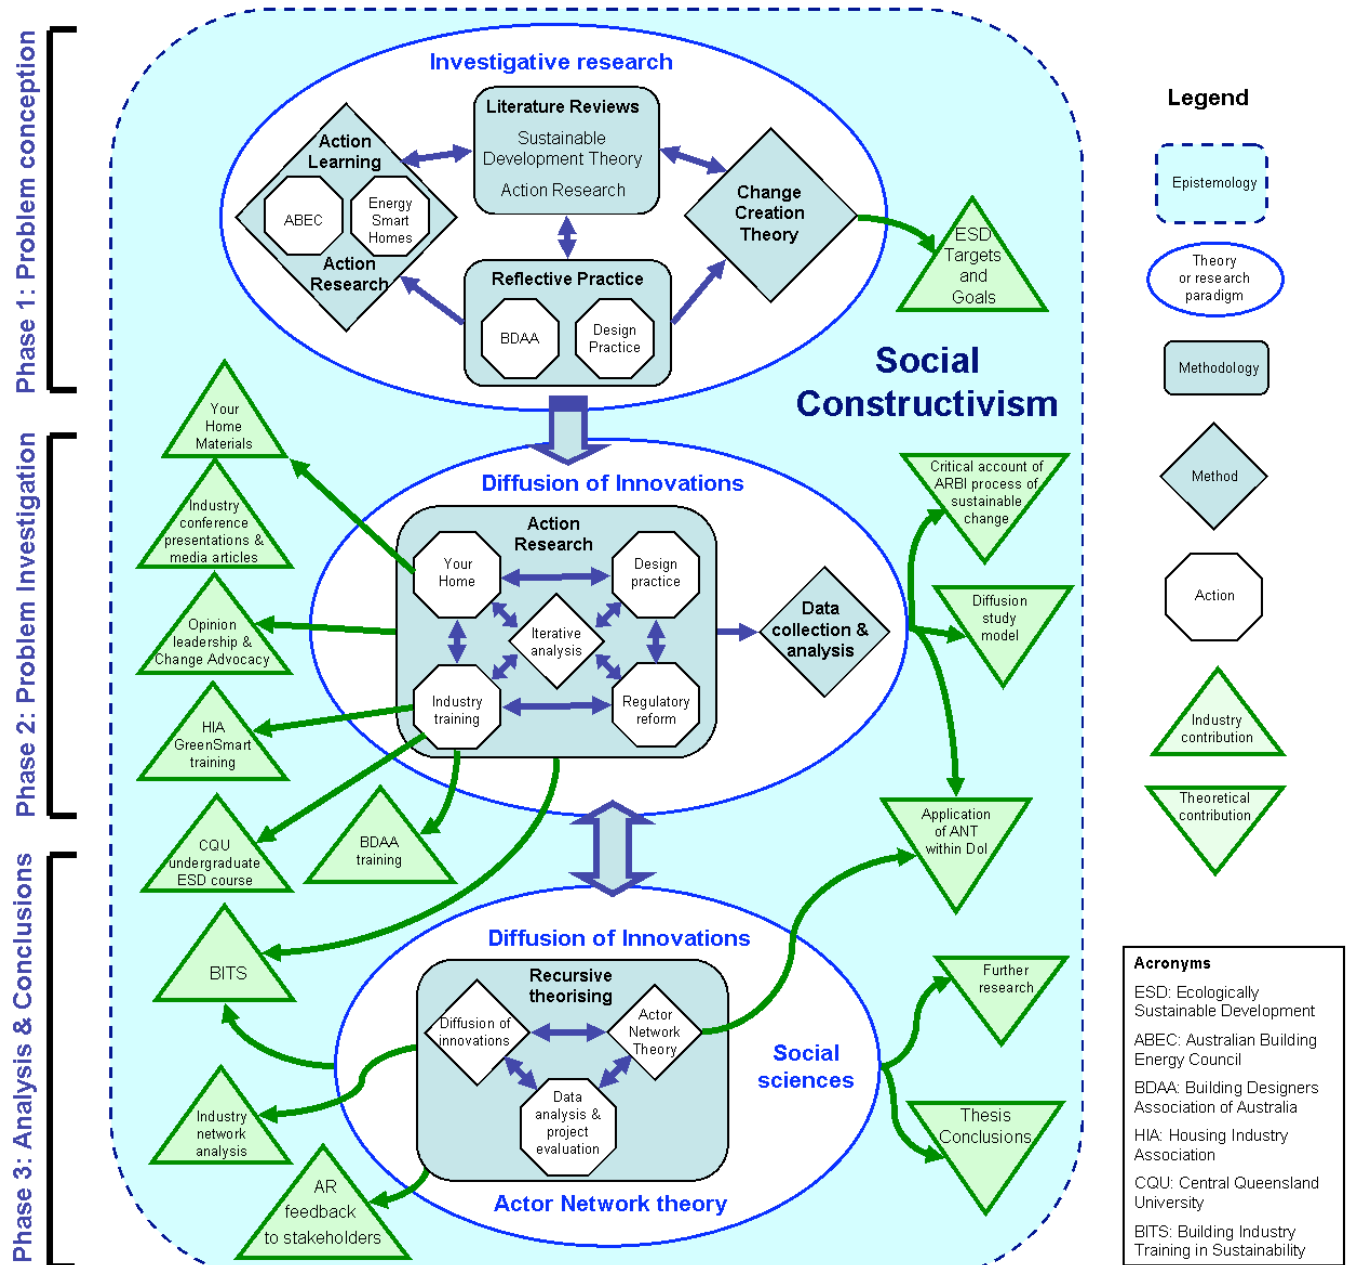 Phase 1: Problem conception
Investigative research
Literature Reviews
Sustainable
Development Theory
Action Research
Action
Learning
ABEC
Energy
Smart
Homes
Action
Research
Change
Creation
Theory
Reflective Practice
BDAA
Design
Practice
ESD
Targets
and
Goals
Social
Constructivism
Phase 2: Problem Investigation
Your
Home
Materials
Industry
conference
presentations &
media articles
Opinion
leadership &
Change Advocacy
HIA
GreenSmart
training
CQU
undergraduate
ESD course
BDAA
training
Diffusion of Innovations
Action
Research
Your
Home
Design
practice
Iterative
analysis
Industry
training
Regulatory
reform
Data
collection &
analysis
Critical account of
ARBI process of
sustainable
change
Diffusion
study
model
Application
of ANT
within DoI
Phase 3: Analysis & Conclusions
BITS
Industry
network
analysis
AR
feedback
to stakeholders
Diffusion of Innovations
Recursive
theorising
Diffusion of
innovations
Actor
Network
Theory
Data
analysis &
project
evaluation
Social
sciences
Actor Network theory
Further
research
Thesis
Conclusions
Legend
Epistemology
Theory
or research
paradigm
Methodology
Method
Action
Industry
contribution
Theoretical
contribution
Acronyms
ESD: Ecologically
Sustainable Development
ABEC: Australian Building
Energy Council
BDAA: Building Designers
Association of Australia
HIA: Housing Industry
Association
CQU: Central Queensland
University
BITS: Building Industry
Training in Sustainability